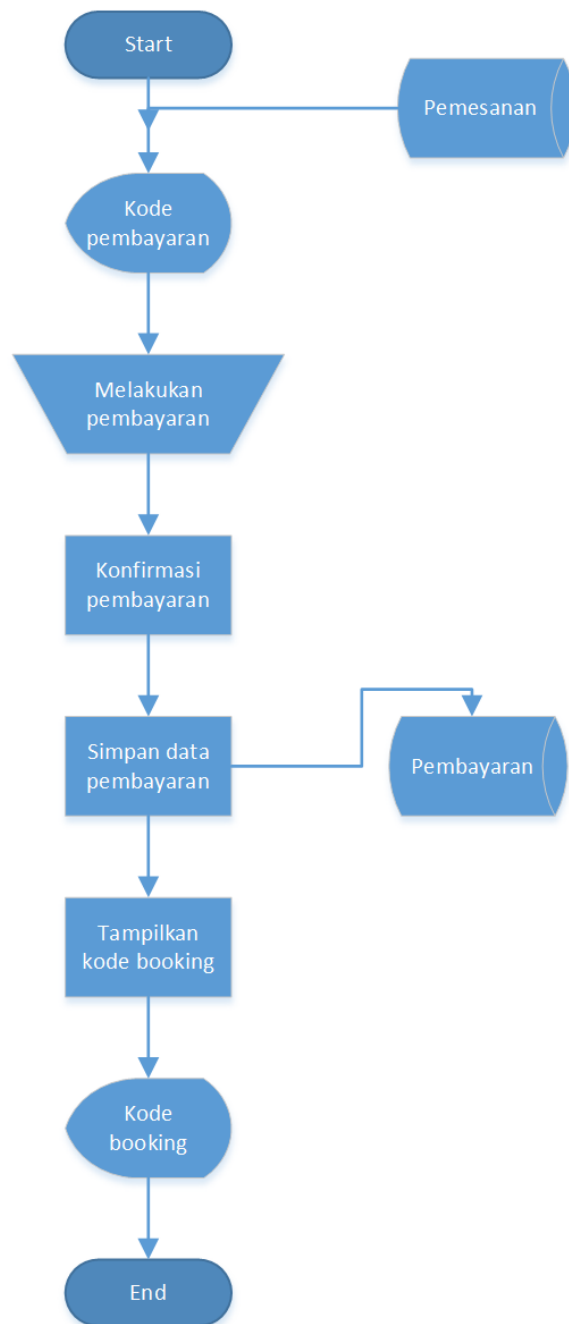 Start
Pemesanan
Kode
pembayaran
Melakukan
pembayaran
Konfirmasi
pembayaran
Simpan data
pembayaran
Pembayaran
Tampilkan
kode booking
Kode
booking
End